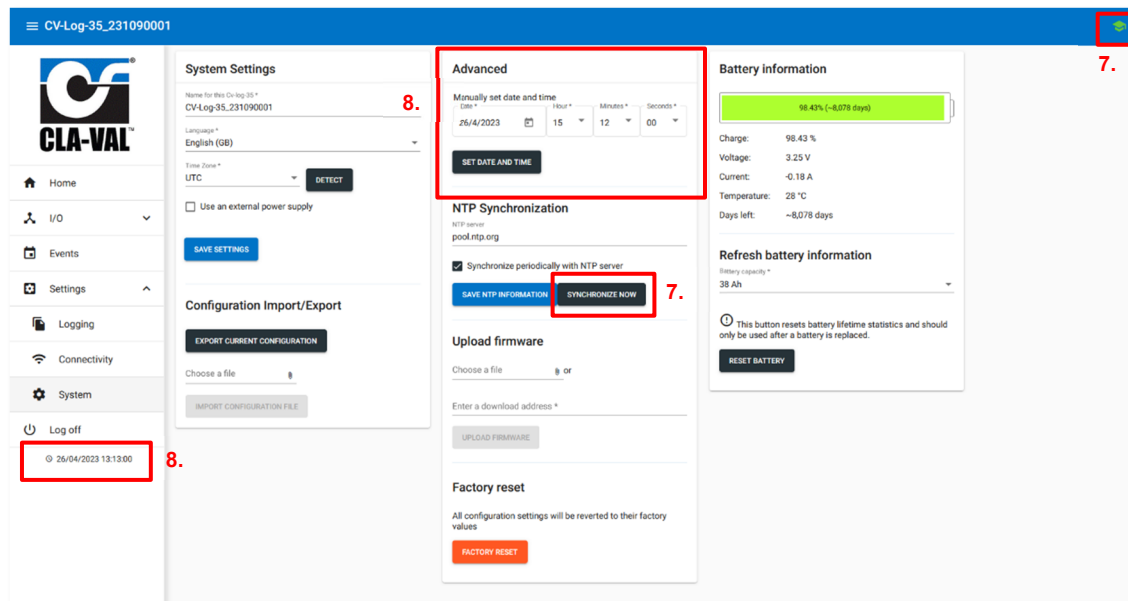 CV-Log-35_231090001
7.
CLA-VAL™
Home
I/O
Events
Settings
Logging
Connectivity
System
Log off
26/04/2023 13:13:00
8.
System Settings
Name for this Cv-log-35 *
CV-Log-35_231090001
8.
Language *
English (GB)
Time Zone *
UTC
DETECT
Use an external power supply
SAVE SETTINGS
Configuration Import/Export
EXPORT CURRENT CONFIGURATION
Choose a file
IMPORT CONFIGURATION FILE
Advanced
Manually set date and time
Date * Hour * Minutes * Seconds *
26/4/2023 15 12 00
SET DATE AND TIME
NTP Synchronization
NTP server
pool.ntp.org
Synchronize periodically with NTP server
SAVE NTP INFORMATION SYNCHRONIZE NOW 7.
Upload firmware
Choose a file or
Enter a download address *
UPLOAD FIRMWARE
Factory reset
All configuration settings will be reverted to their factory
values
FACTORY RESET
Battery information
98.43% (~8,078 days)
Charge: 98.43 %
Voltage: 3.25 V
Current: -0.18 A
Temperature: 28 °C
Days left: ~8,078 days
Refresh battery information
Battery capacity *
38 Ah
This button resets battery lifetime statistics and should
only be used after a battery is replaced.
RESET BATTERY